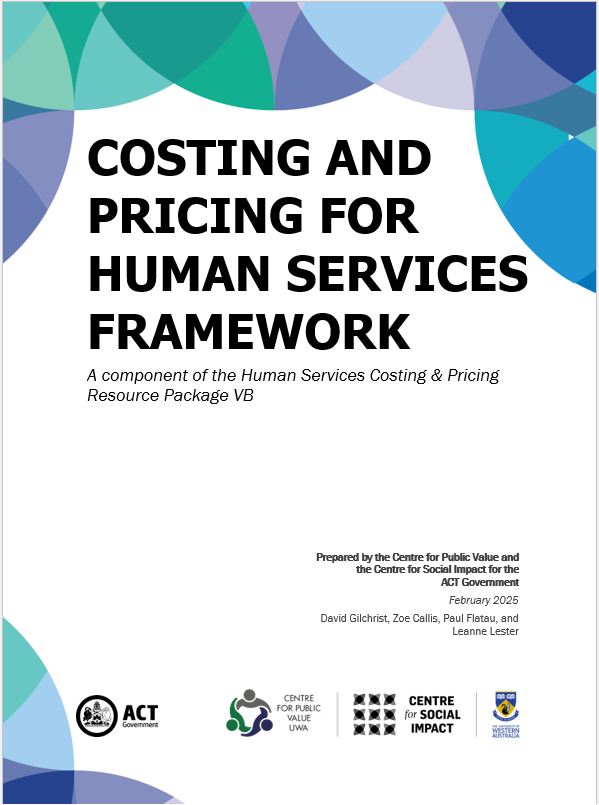 COSTING AND
PRICING FOR
HUMAN SERVICES
FRAMEWORK
A component of the Human Services Costing & Pricing
Resource Package VB
Prepared by the Centre for Public Value and
the Centre for Social Impact for the
ACT Government
February 2025
David Gilchrist, Zoe Callis, Paul Flatau, and
Leanne Lester
ACT
Government
CENTRE
FOR PUBLIC
VALUE
UWA
CENTRE
for SOCIAL
IMPACT
THE UNIVERSITY OF
WESTERN
AUSTRALIA